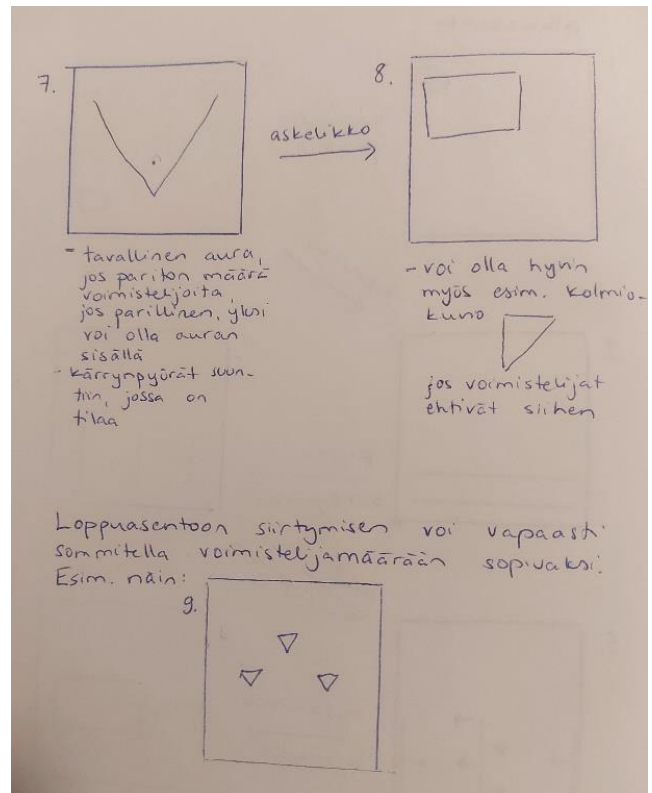 7.
askelikko
8.
- tavallinen aura,
jos pariton määrä
voimistelijoita,
jos parillinen, yksi
voi olla auran
sisällä
- kärrynpyörät suun-
tiin, jossa on
tilaa
- voi olla hyvin
myös esim. kolmio-
kuvio
jos voimistelijat
ehtivät siihen
Loppuasentoon siirtymisen voi vapaasti
sommitella voimistelijamäärään sopivaksi.
Esim. näin:
9.